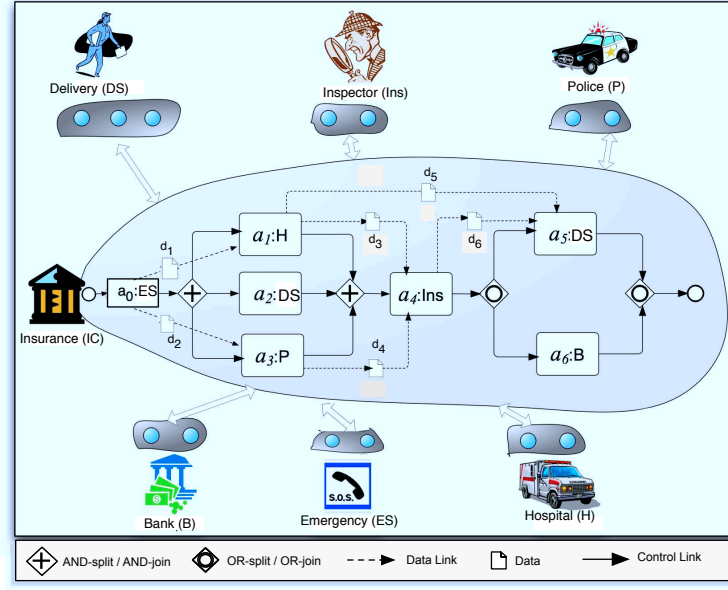 Delivery (DS)
Inspector (Ins)
Police (P)
d5
d1
a1:H
d3
d6
a5:DS
a0:ES
a2:DS
a4:Ins
Insurance (IC)
d2
a3:P
d4
a6:B
s.o.s.
Bank (B)
Emergency (ES)
Hospital (H)
AND-split / AND-join
OR-split / OR-join
Data Link
Data
Control Link